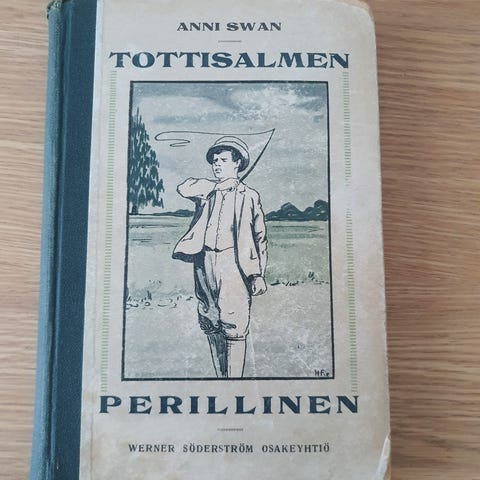 ANNI SWAN
TOTTISALMEN
PERILLINEN
WERNER SÖDERSTRÖM OSAKEYHTIÖ